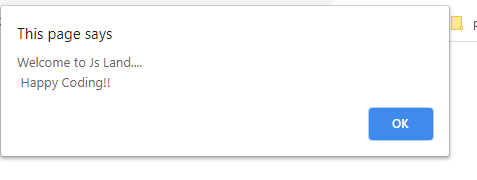 This page says
Welcome to Js Land....
Happy Coding!!
OK